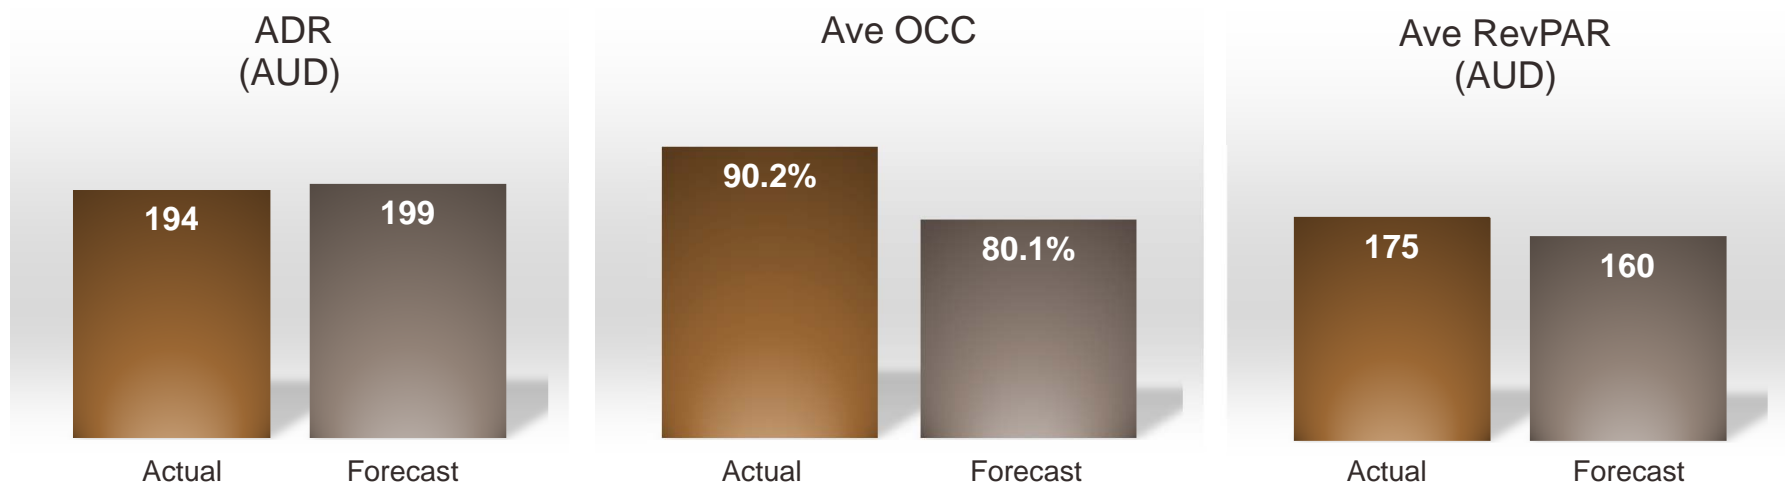 ADR
(AUD)
194
199
Actual
Forecast
Ave OCC
90.2%
80.1%
Actual
Forecast
Ave RevPAR
(AUD)
175
160
Actual
Forecast